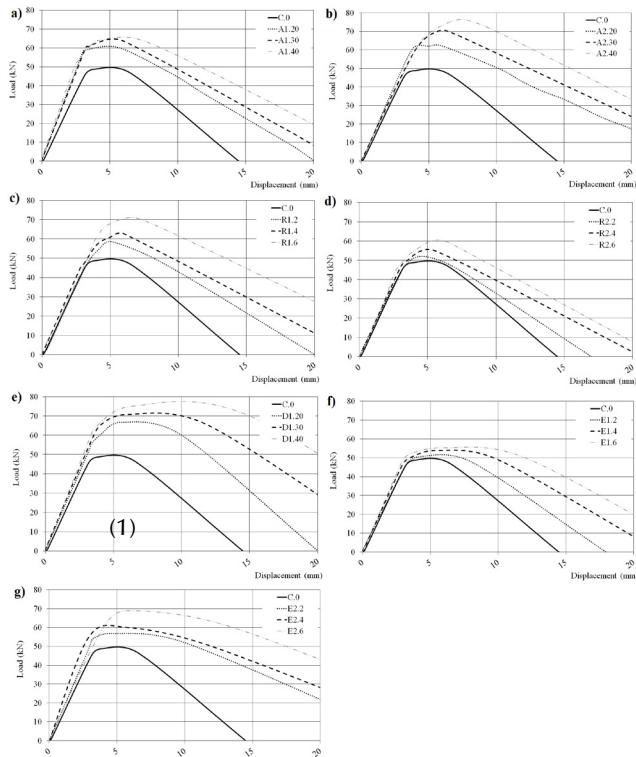 a)
Load (kN)
80
70
60
50
40
30
20
10
0
C.0
A1.20
A1.30
A1.40
0
5
10
15
20
Displacement (mm)
b)
Load (kN)
80
70
60
50
40
30
20
10
0
C.0
A2.20
A2.30
A2.40
0
5
10
15
20
Displacement (mm)
c)
Load (kN)
80
70
60
50
40
30
20
10
0
C.0
R1.2
R1.4
R1.6
0
5
10
15
20
Displacement (mm)
d)
Load (kN)
80
70
60
50
40
30
20
10
0
C.0
R2.2
R2.4
R2.6
0
5
10
15
20
Displacement (mm)
e)
Load (kN)
80
70
60
50
40
30
20
10
0
C.0
D1.20
D1.30
D1.40
(1)
0
5
10
15
20
Displacement (mm)
f)
Load (kN)
80
70
60
50
40
30
20
10
0
C.0
E1.2
E1.4
E1.6
0
5
10
15
20
Displacement (mm)
g)
Load (kN)
80
70
60
50
40
30
20
10
0
C.0
E2.2
E2.4
E2.6
0
5
10
15
20